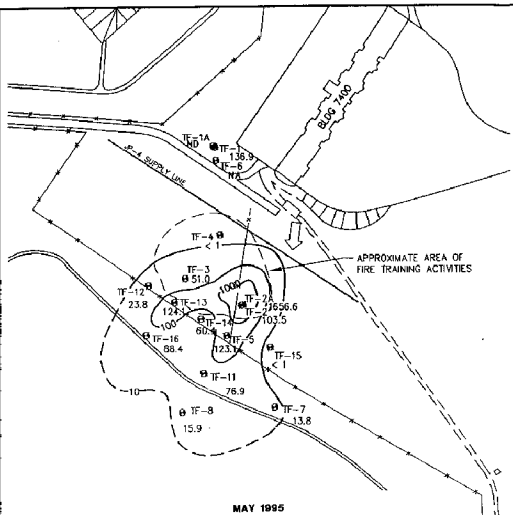 BLDG 7400
TF-1A
ND
TF-1
136.9
TF-6
NA
JP-4 SUPPLY LINE
TF-4
< 1
APPROXIMATE AREA OF
FIRE TRAINING ACTIVITIES
TF-3
51.0
1000
TF-12
23.8
TF-13
TF-2A
1656.6
TF-2
103.5
100
TF-14
60.4
TF-5
123.1
TF-16
68.4
TF-15
< 1
TF-11
76.9
10
TF-8
15.9
TF-7
13.8
MAY 1995